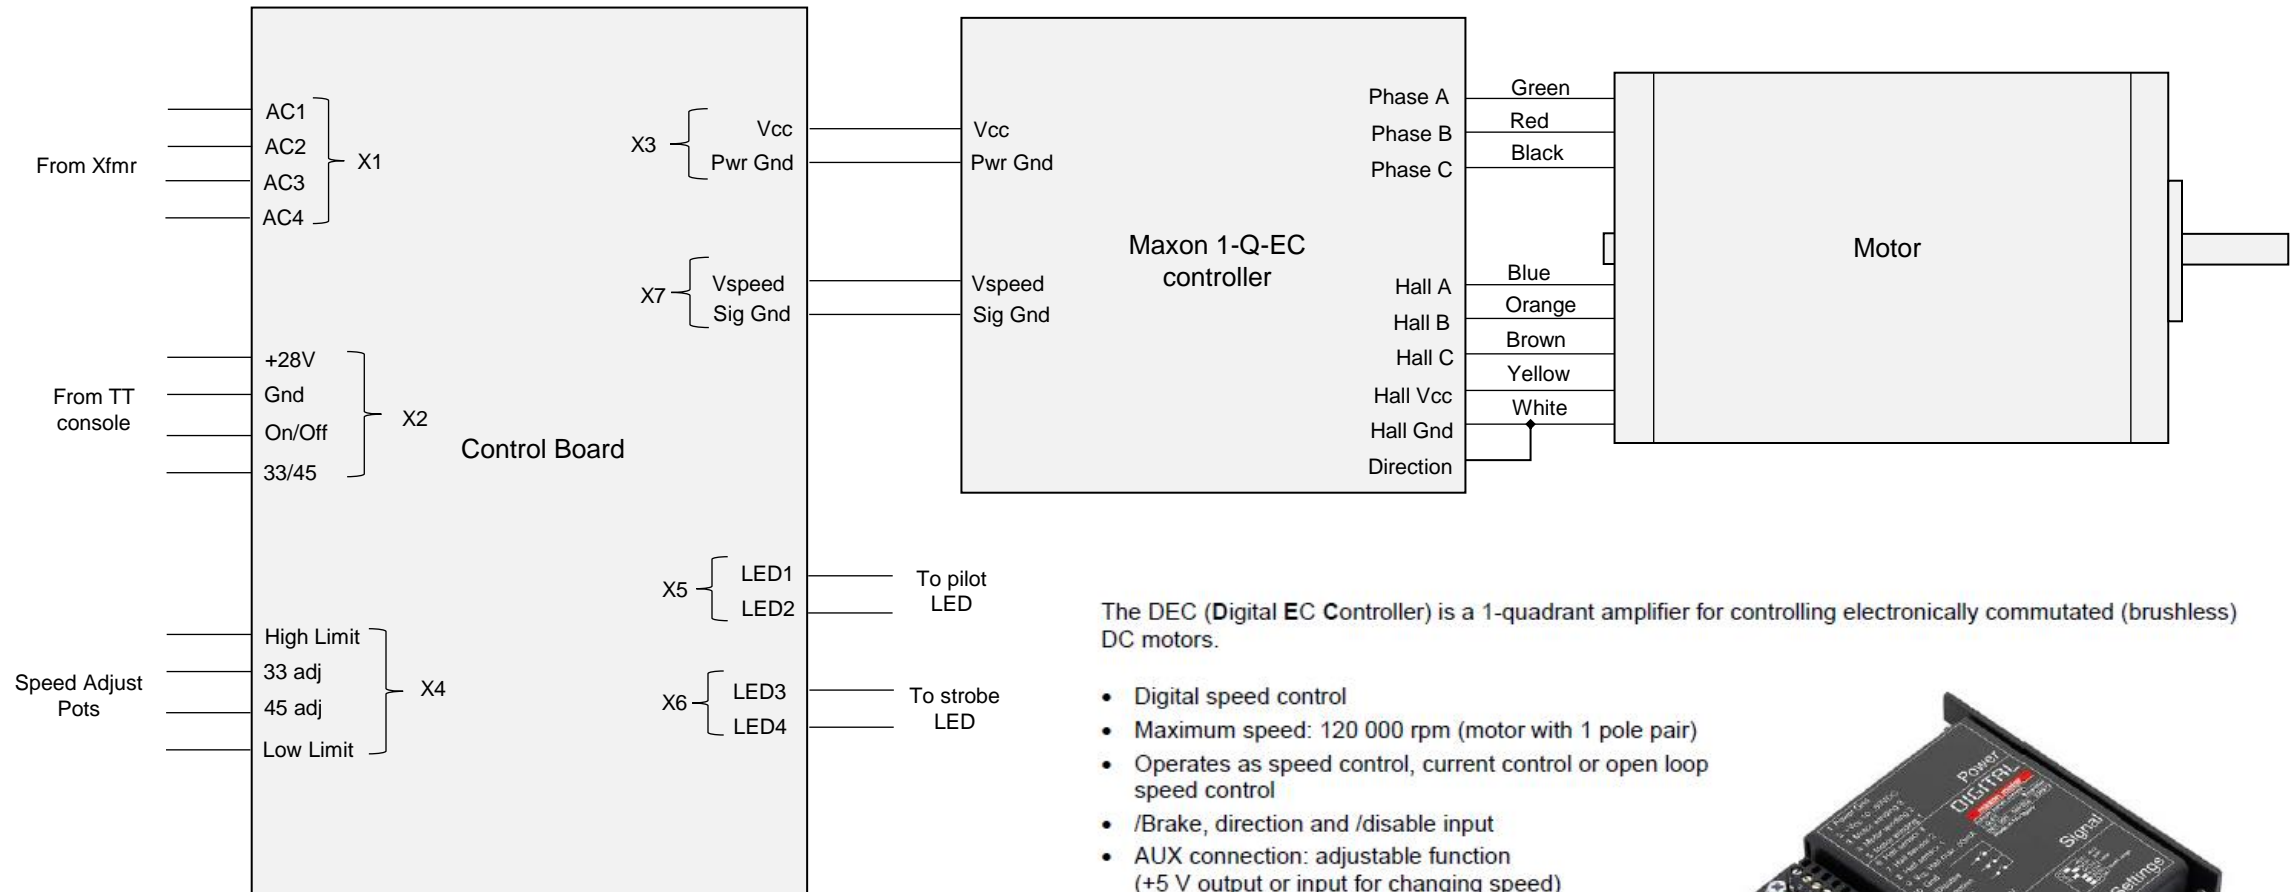 From Xfmr
AC1
AC2
AC3
AC4
X1
From TT
console
+28V
Gnd
On/Off
33/45
X2
Speed Adjust
Pots
High Limit
33 adj
45 adj
Low Limit
X4
Control Board
X3
Vcc
Pwr Gnd
X7
Vspeed
Sig Gnd
X5
LED1
LED2
To pilot
LED
X6
LED3
LED4
To strobe
LED
Vcc
Pwr Gnd
Vspeed
Sig Gnd
Maxon 1-Q-EC
controller
Phase A
Phase B
Phase C
Hall A
Hall B
Hall C
Hall Vcc
Hall Gnd
Direction
Green
Red
Black
Blue
Orange
Brown
Yellow
White
Motor
The DEC (Digital EC Controller) is a 1-quadrant amplifier for controlling electronically commutated (brushless)
DC motors.
• Digital speed control
• Maximum speed: 120 000 rpm (motor with 1 pole pair)
• Operates as speed control, current control or open loop
speed control
• /Brake, direction and /disable input
• AUX connection: adjustable function
(+5 V output or input for changing speed)
Power
DIGITAL
Signal
Settings